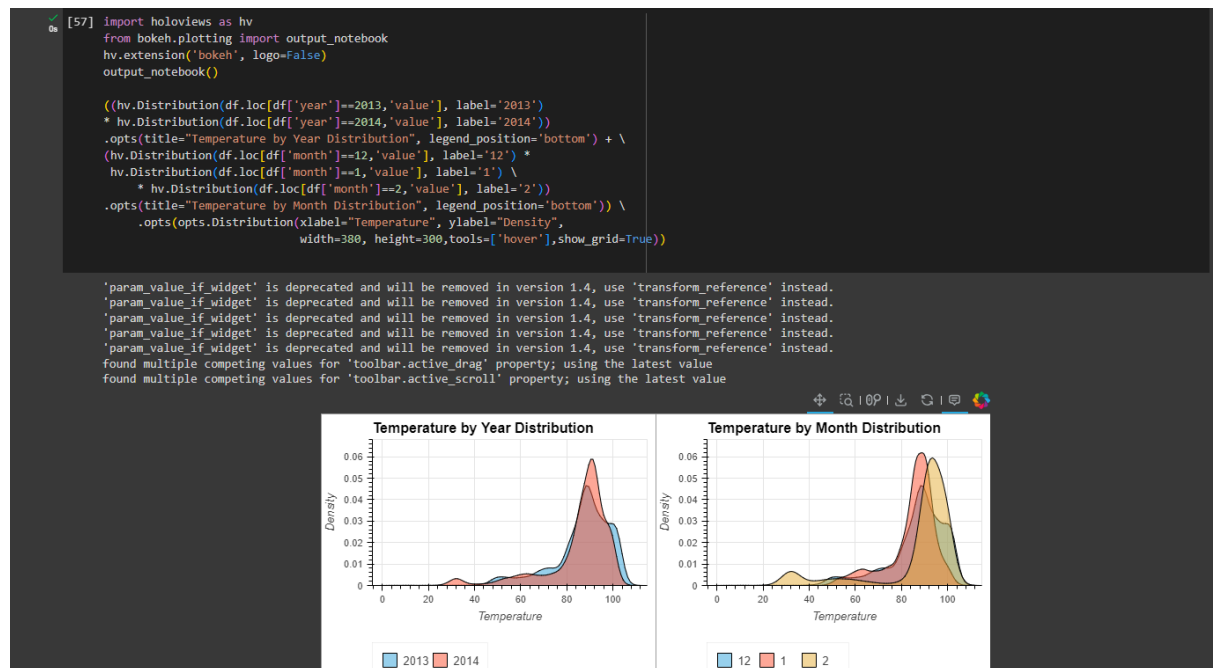 [57] import holoviews as hv
0s
from bokeh.plotting import output_notebook
hv.extension('bokeh', logo=False)
output_notebook()
((hv.Distribution(df.loc[df['year']==2013,'value'], label='2013')
* hv.Distribution(df.loc[df['year']==2014,'value'], label='2014'))
.opts(title="Temperature by Year Distribution", legend_position='bottom') + \
(hv.Distribution(df.loc[df['month']==12,'value'], label='12') *
hv.Distribution(df.loc[df['month']==1,'value'], label='1') \
* hv.Distribution(df.loc[df['month']==2,'value'], label='2'))
.opts(title="Temperature by Month Distribution", legend_position='bottom')) \
.opts(opts.Distribution(xlabel="Temperature", ylabel="Density",
width=380, height=300,tools=['hover'],show_grid=True))
'param_value_if_widget' is deprecated and will be removed in version 1.4, use 'transform_reference' instead.
'param_value_if_widget' is deprecated and will be removed in version 1.4, use 'transform_reference' instead.
'param_value_if_widget' is deprecated and will be removed in version 1.4, use 'transform_reference' instead.
'param_value_if_widget' is deprecated and will be removed in version 1.4, use 'transform_reference' instead.
'param_value_if_widget' is deprecated and will be removed in version 1.4, use 'transform_reference' instead.
found multiple competing values for 'toolbar.active_drag' property; using the latest value
found multiple competing values for 'toolbar.active_scroll' property; using the latest value
Temperature by Year Distribution
0.06
0.05
0.04
0.03
0.02
0.01
0
Density
0 20 40 60 80 100
Temperature
2013 2014
Temperature by Month Distribution
0.06
0.05
0.04
0.03
0.02
0.01
0
Density
0 20 40 60 80 100
Temperature
12 1 2